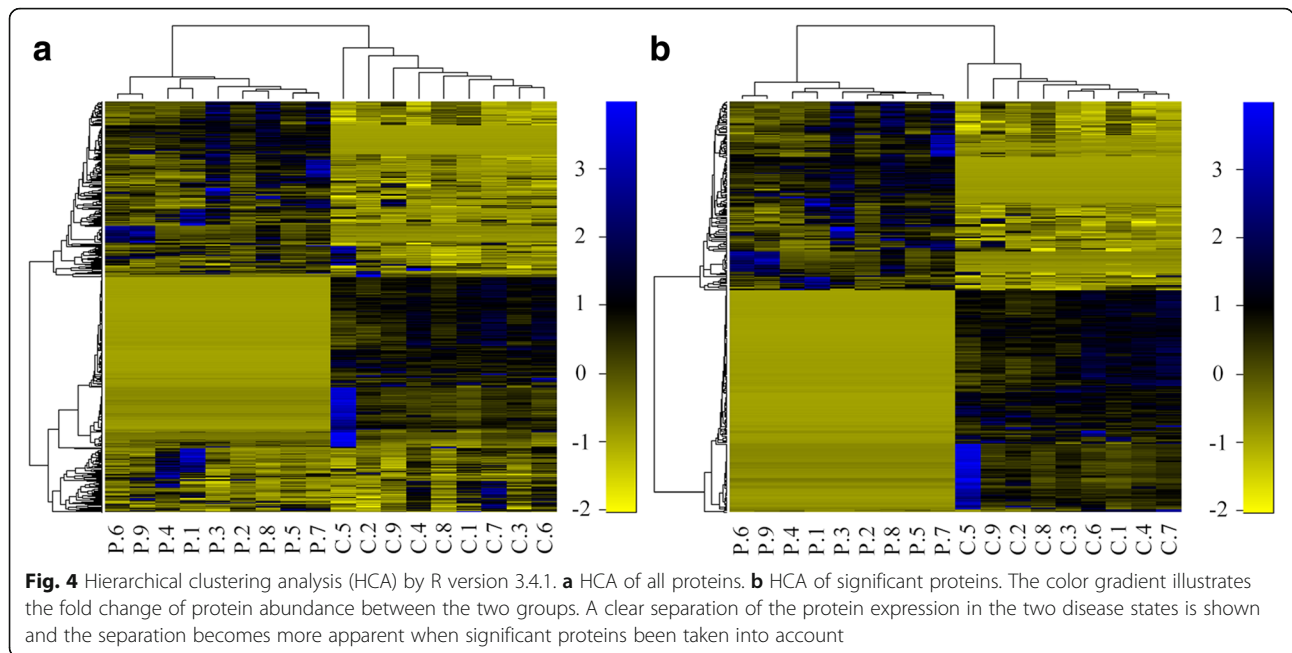 a
b
3
2
1
0
-1
-2
3
2
1
0
-1
-2
P.6 P.9 P.4 P.1 P.3 P.2 P.8 P.5 P.7 C.5 C.2 C.9 C.4 C.8 C.1 C.7 C.3 C.6
P.6 P.9 P.4 P.1 P.3 P.2 P.8 P.5 P.7 C.5 C.9 C.2 C.8 C.3 C.6 C.1 C.4 C.7
Fig. 4 Hierarchical clustering analysis (HCA) by R version 3.4.1. a HCA of all proteins. b HCA of significant proteins. The color gradient illustrates
the fold change of protein abundance between the two groups. A clear separation of the protein expression in the two disease states is shown
and the separation becomes more apparent when significant proteins been taken into account